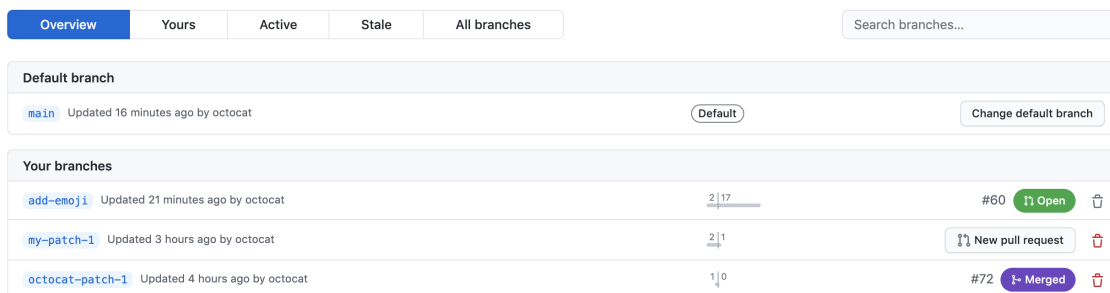 Overview Yours Active Stale All branches Search branches...
Default branch
main Updated 16 minutes ago by octocat Default Change default branch
Your branches
add-emoji Updated 21 minutes ago by octocat 2 17 #60 Open
my-patch-1 Updated 3 hours ago by octocat 2 1 New pull request
octocat-patch-1 Updated 4 hours ago by octocat 1 0 #72 Merged